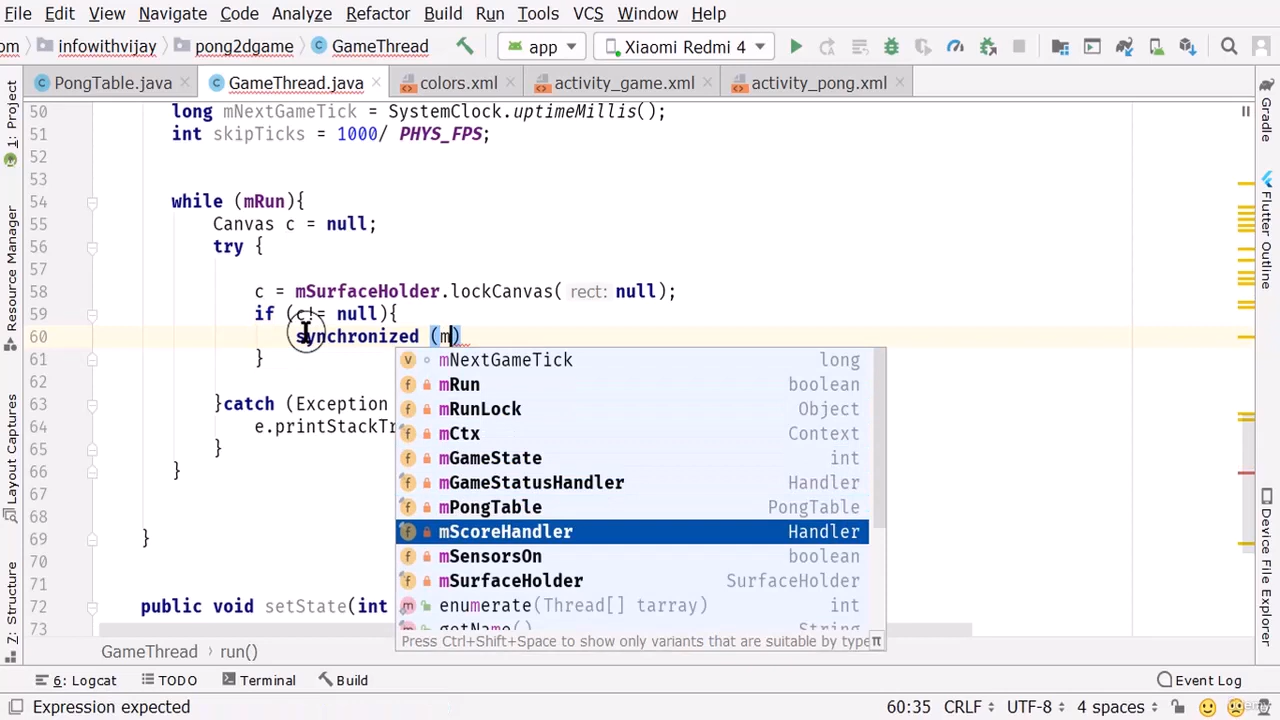 File Edit View Navigate Code Analyze Refactor Build Run Tools VCS Window Help
om infowithvijay pong2dgame GameThread app Xiaomi Redmi 4
PongTable.java GameThread.java colors.xml activity_game.xml activity_pong.xml
50 long mNextGameTick = SystemClock.uptimeMillis();
51 int skipTicks = 1000/ PHYS_FPS;
52
53
54 while (mRun){
55 Canvas c = null;
56 try {
57
58 c = mSurfaceHolder.lockCanvas( rect: null);
59 if (c!= null){
60 synchronized (m)
61 }
62
63 }catch (Exception
64 e.printStackTr
65 }
66 }
67
68
69 }
70
71
72 public void setState(int
73
mNextGameTick long
mRun boolean
mRunLock Object
mCtx Context
mGameState int
mGameStatusHandler Handler
mPongTable PongTable
mScoreHandler Handler
mSensorsOn boolean
mSurfaceHolder SurfaceHolder
enumerate(Thread[] tarray) int
getName() String
Press Ctrl+Shift+Space to show only variants that are suitable by type π
1: Project
Resource Manager
Layout Captures
7: Structure
Gradle
Flutter Outline
Device File Explorer
GameThread run()
6: Logcat TODO Terminal Build Event Log
Expression expected 60:35 CRLF UTF-8 4 spaces